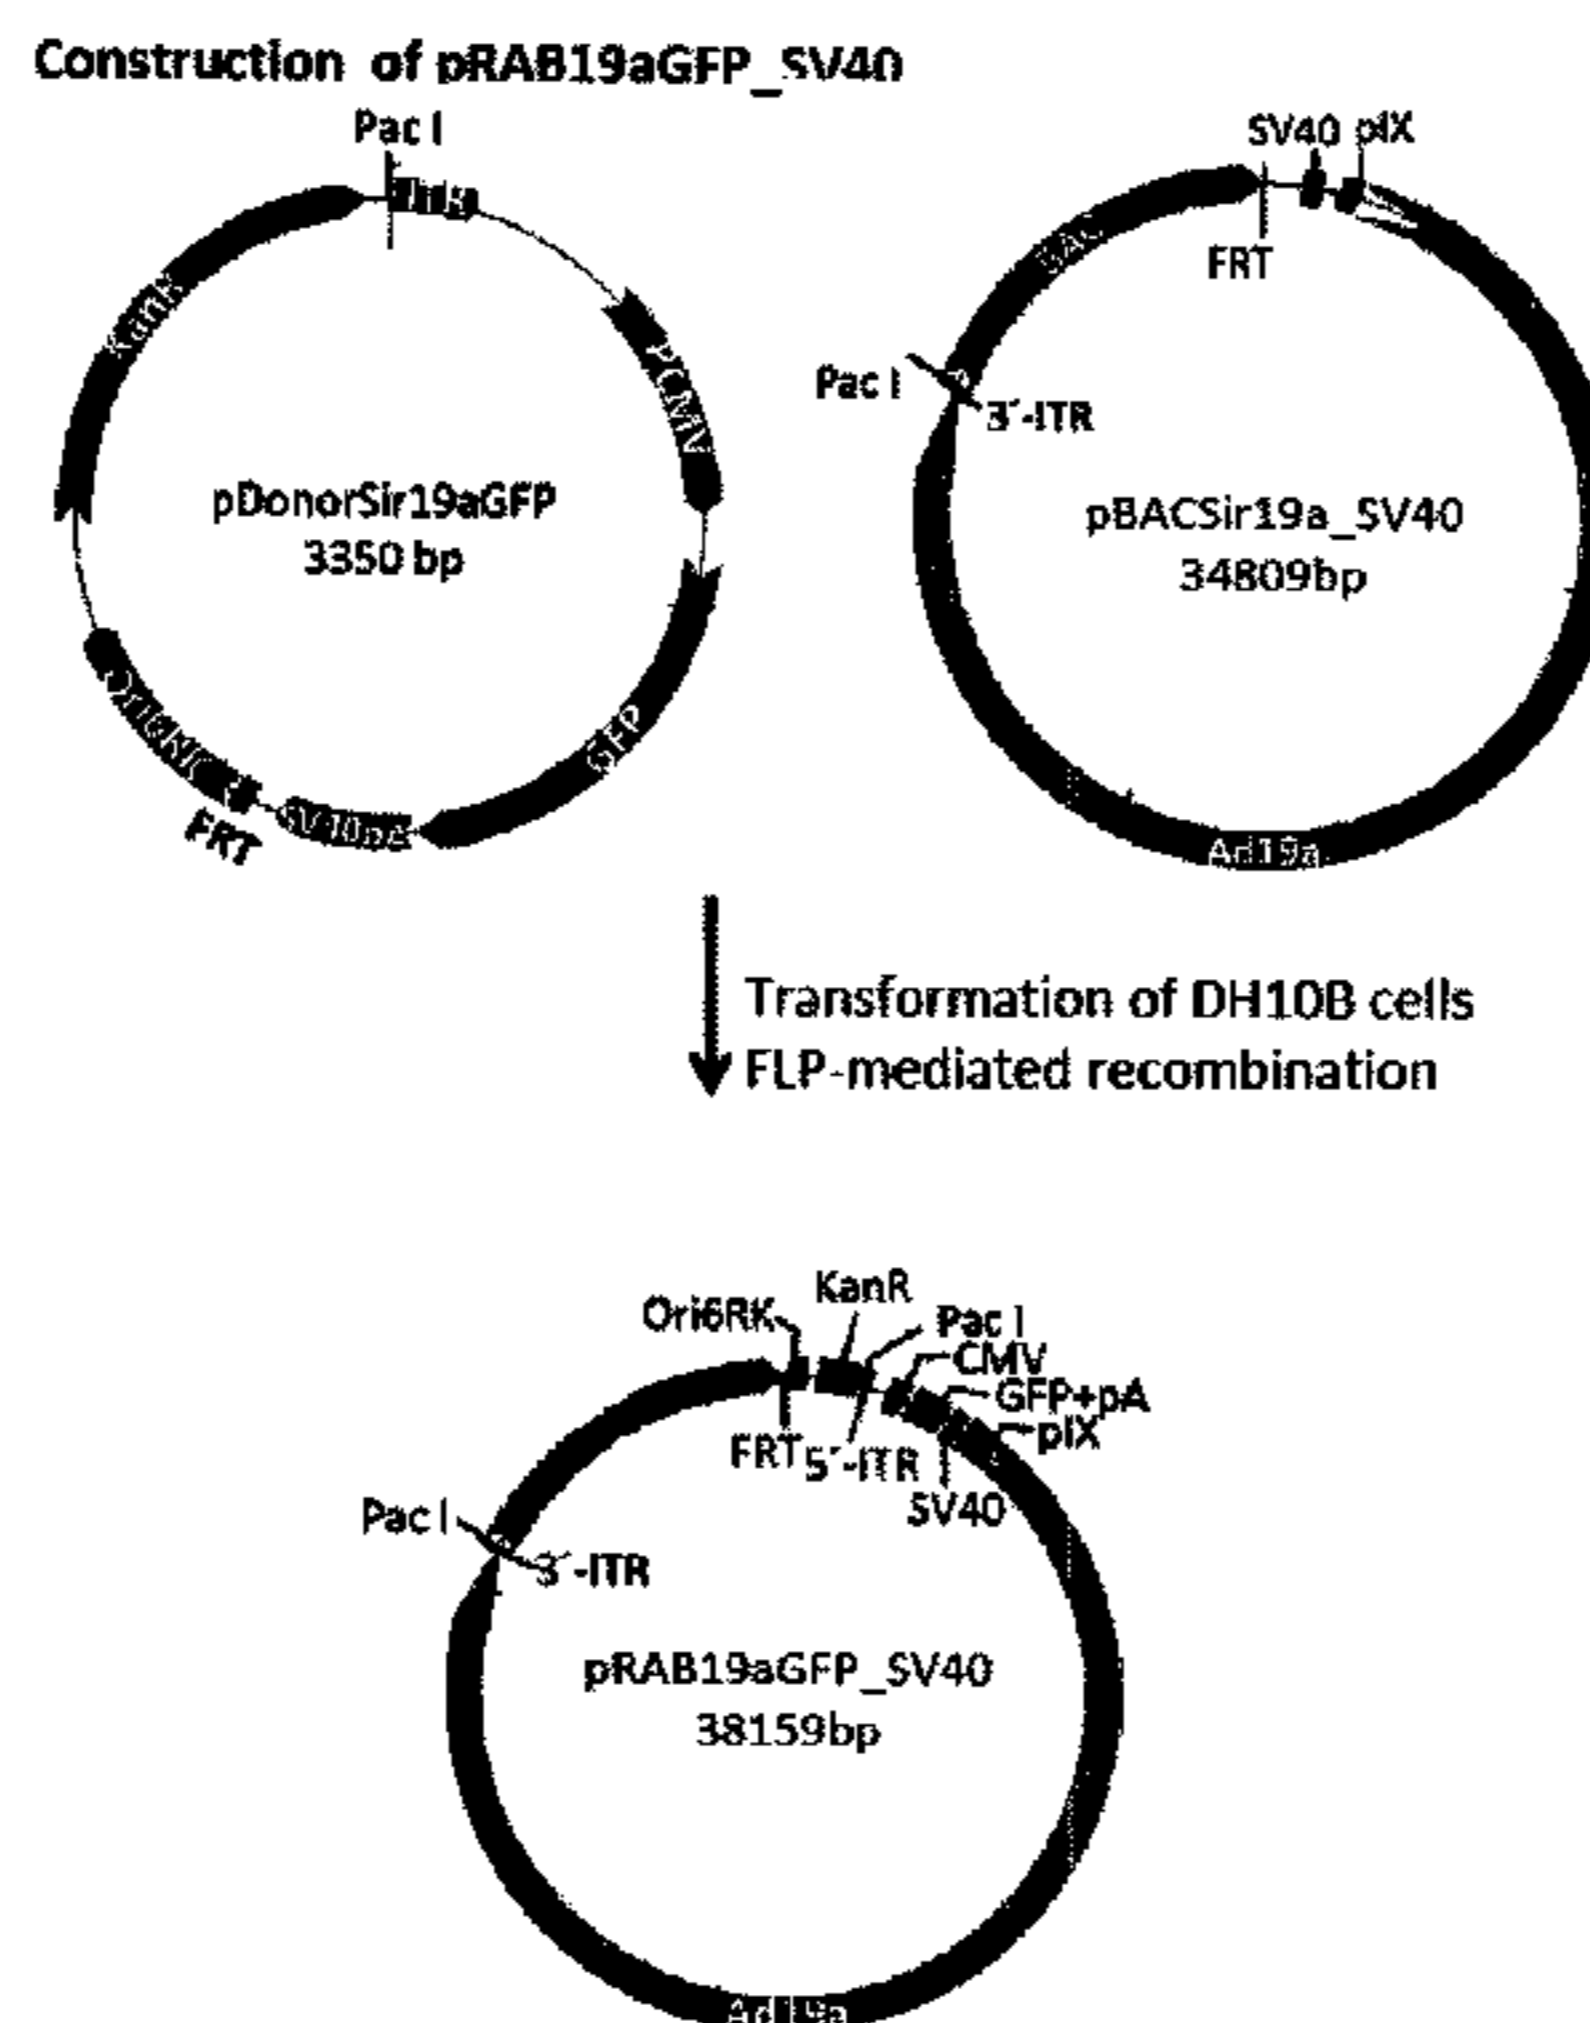 Construction of pRAB19aGFP_SV40
Pac I
KanR
PCMV
pDonorSir19aGFP
3350 bp
GFP
SV40pA
FRT
SV40 pIX
BAC
FRT
Pac I
3´-ITR
pBACSir19a_SV40
34809bp
Ad19a
Transformation of DH10B cells
FLP-mediated recombination
Ori6RK
KanR
Pac I
CMV
GFP+pA
pIX
FRT
5´-ITR
SV40
Pac I
3´-ITR
pRAB19aGFP_SV40
38159bp
Ad19a